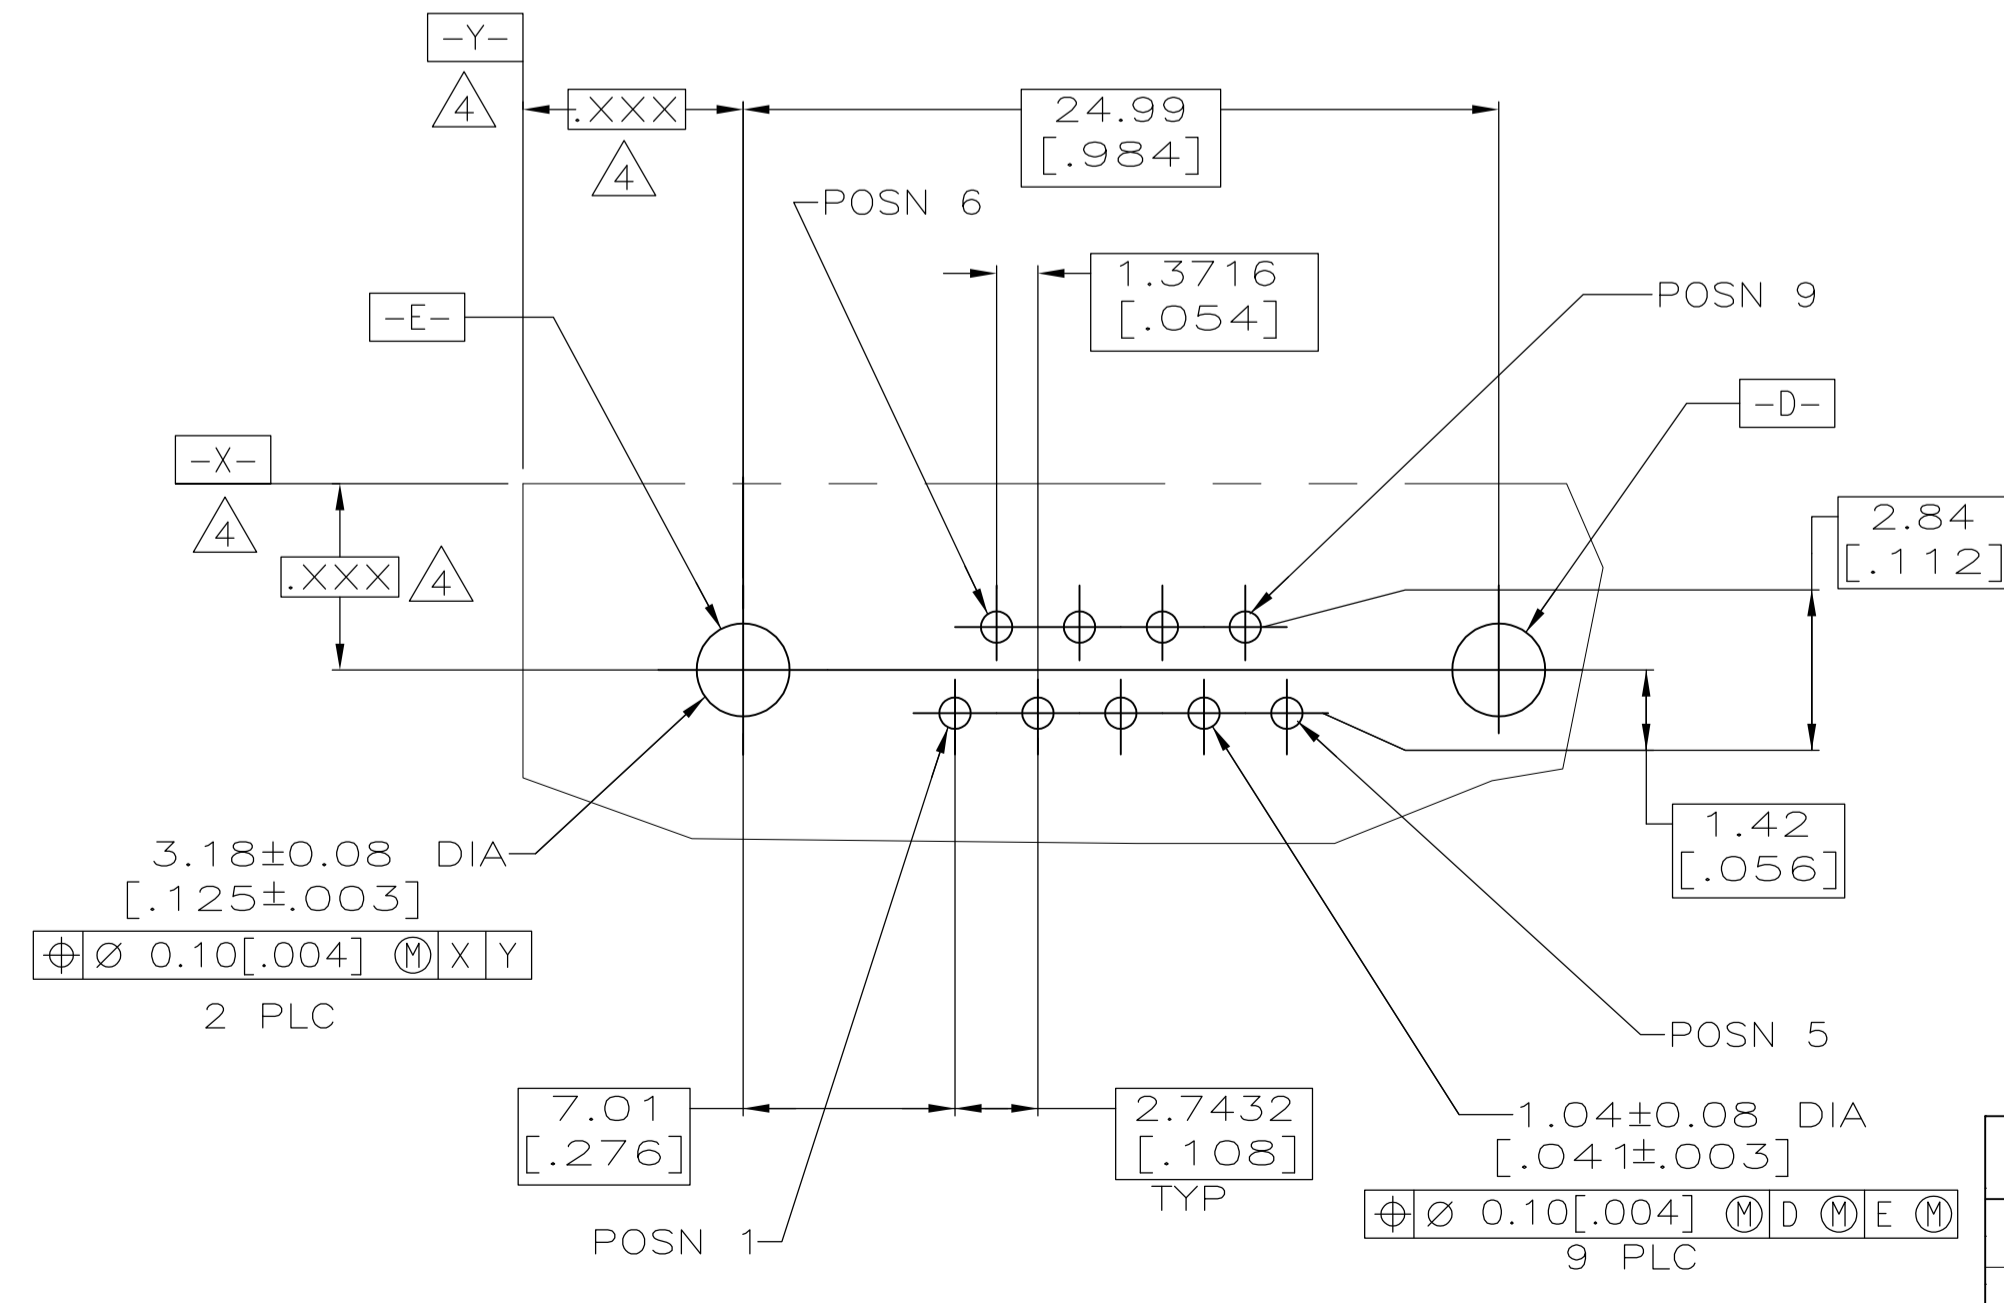 -Y-
4
.XXX
4
24.99
[.984]
POSN 6
1.3716
[.054]
POSN 9
-E-
-D-
-X-
4
.XXX
4
2.84
[.112]
1.42
[.056]
3.18±0.08 DIA
[.125±.003]
⌖ Ø 0.10[.004] Ⓜ X Y
2 PLC
POSN 5
7.01
[.276]
2.7432
[.108]
TYP
1.04±0.08 DIA
[.041±.003]
⌖ Ø 0.10[.004] Ⓜ D Ⓜ E Ⓜ
9 PLC
POSN 1